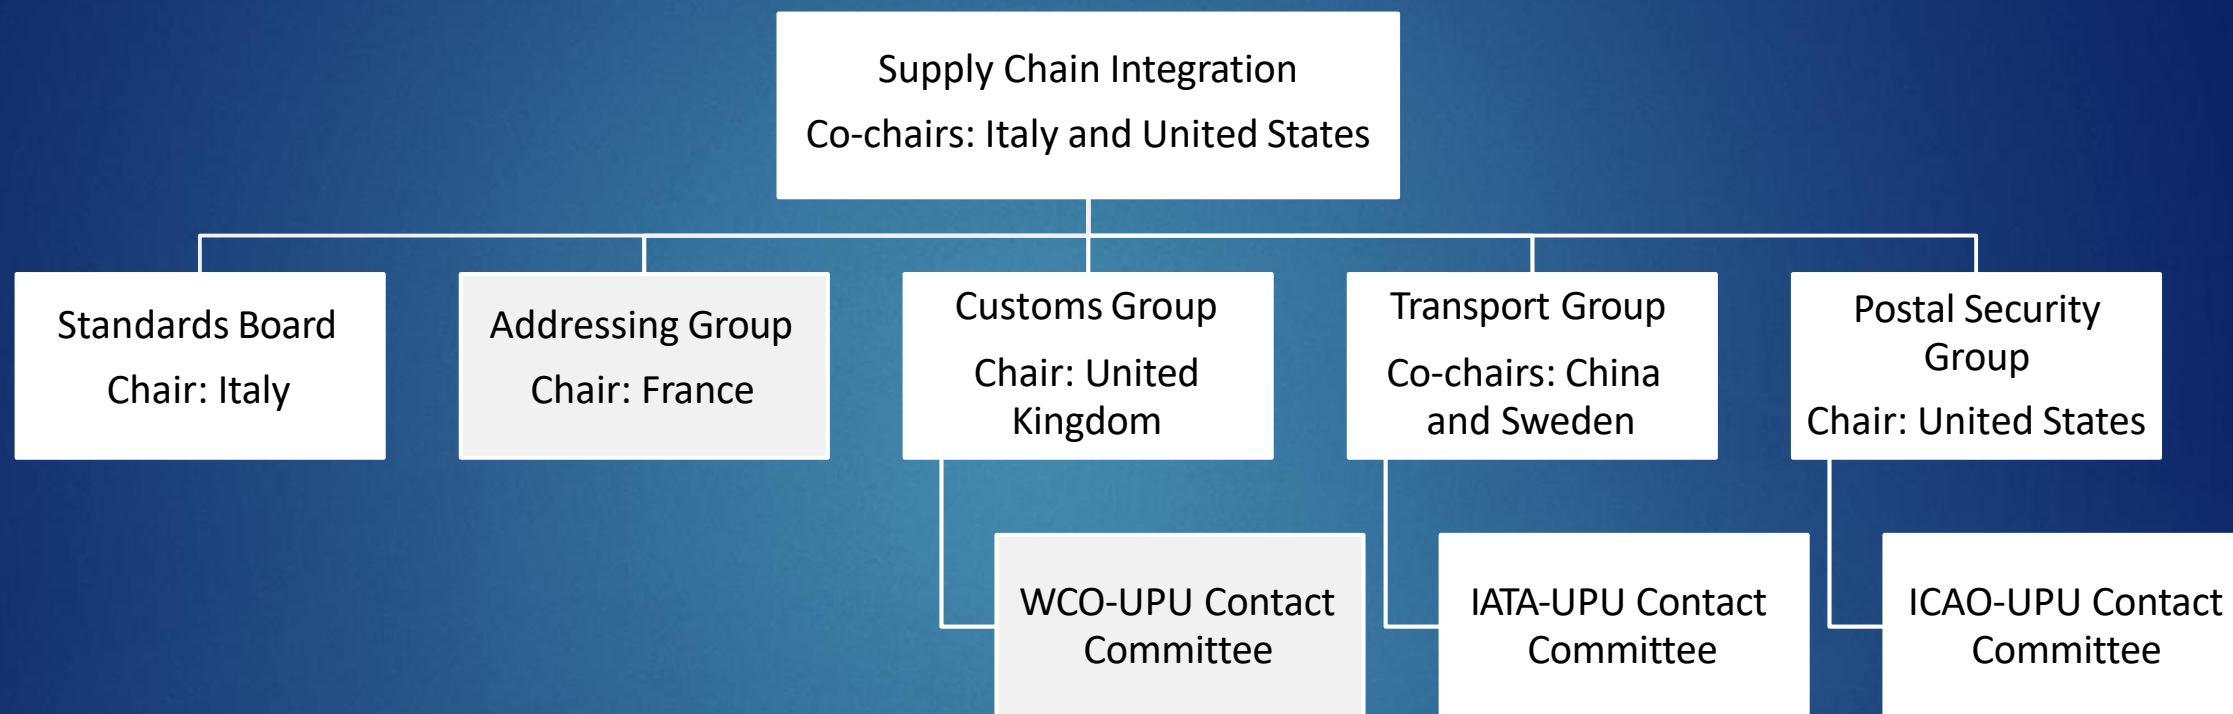 Supply Chain Integration
Co-chairs: Italy and United States
Standards Board
Chair: Italy
Addressing Group
Chair: France
Customs Group
Chair: United
Kingdom
Transport Group
Co-chairs: China
and Sweden
Postal Security
Group
Chair: United States
WCO-UPU Contact
Committee
IATA-UPU Contact
Committee
ICAO-UPU Contact
Committee